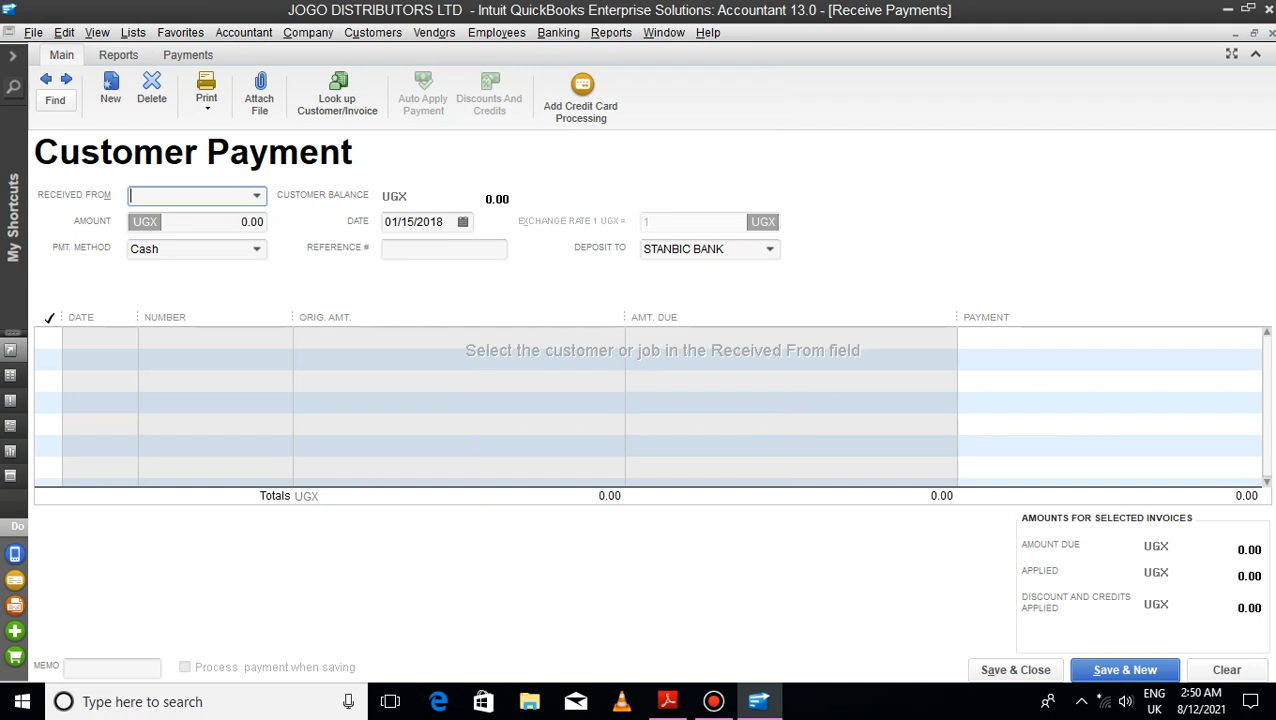 JOGO DISTRIBUTORS LTD - Intuit QuickBooks Enterprise Solutions: Accountant 13.0 - [Receive Payments]
File Edit View Lists Favorites Accountant Company Customers Vendors Employees Banking Reports Window Help
Main Reports Payments
Find New Delete Print Attach File Look up Customer/Invoice Auto Apply Payment Discounts And Credits Add Credit Card Processing
Customer Payment
RECEIVED FROM CUSTOMER BALANCE UGX 0.00
AMOUNT UGX 0.00 DATE 01/15/2018 EXCHANGE RATE 1 UGX = 1 UGX
PMT. METHOD Cash REFERENCE # DEPOSIT TO STANBIC BANK
My Shortcuts
DATE NUMBER ORIG. AMT. AMT. DUE PAYMENT
Select the customer or job in the Received From field
Totals UGX 0.00 0.00 0.00
Do
AMOUNTS FOR SELECTED INVOICES
AMOUNT DUE UGX 0.00
APPLIED UGX 0.00
DISCOUNT AND CREDITS
APPLIED UGX 0.00
MEMO Process payment when saving Save & Close Save & New Clear
Type here to search ENG 2:50 AM
UK 8/12/2021